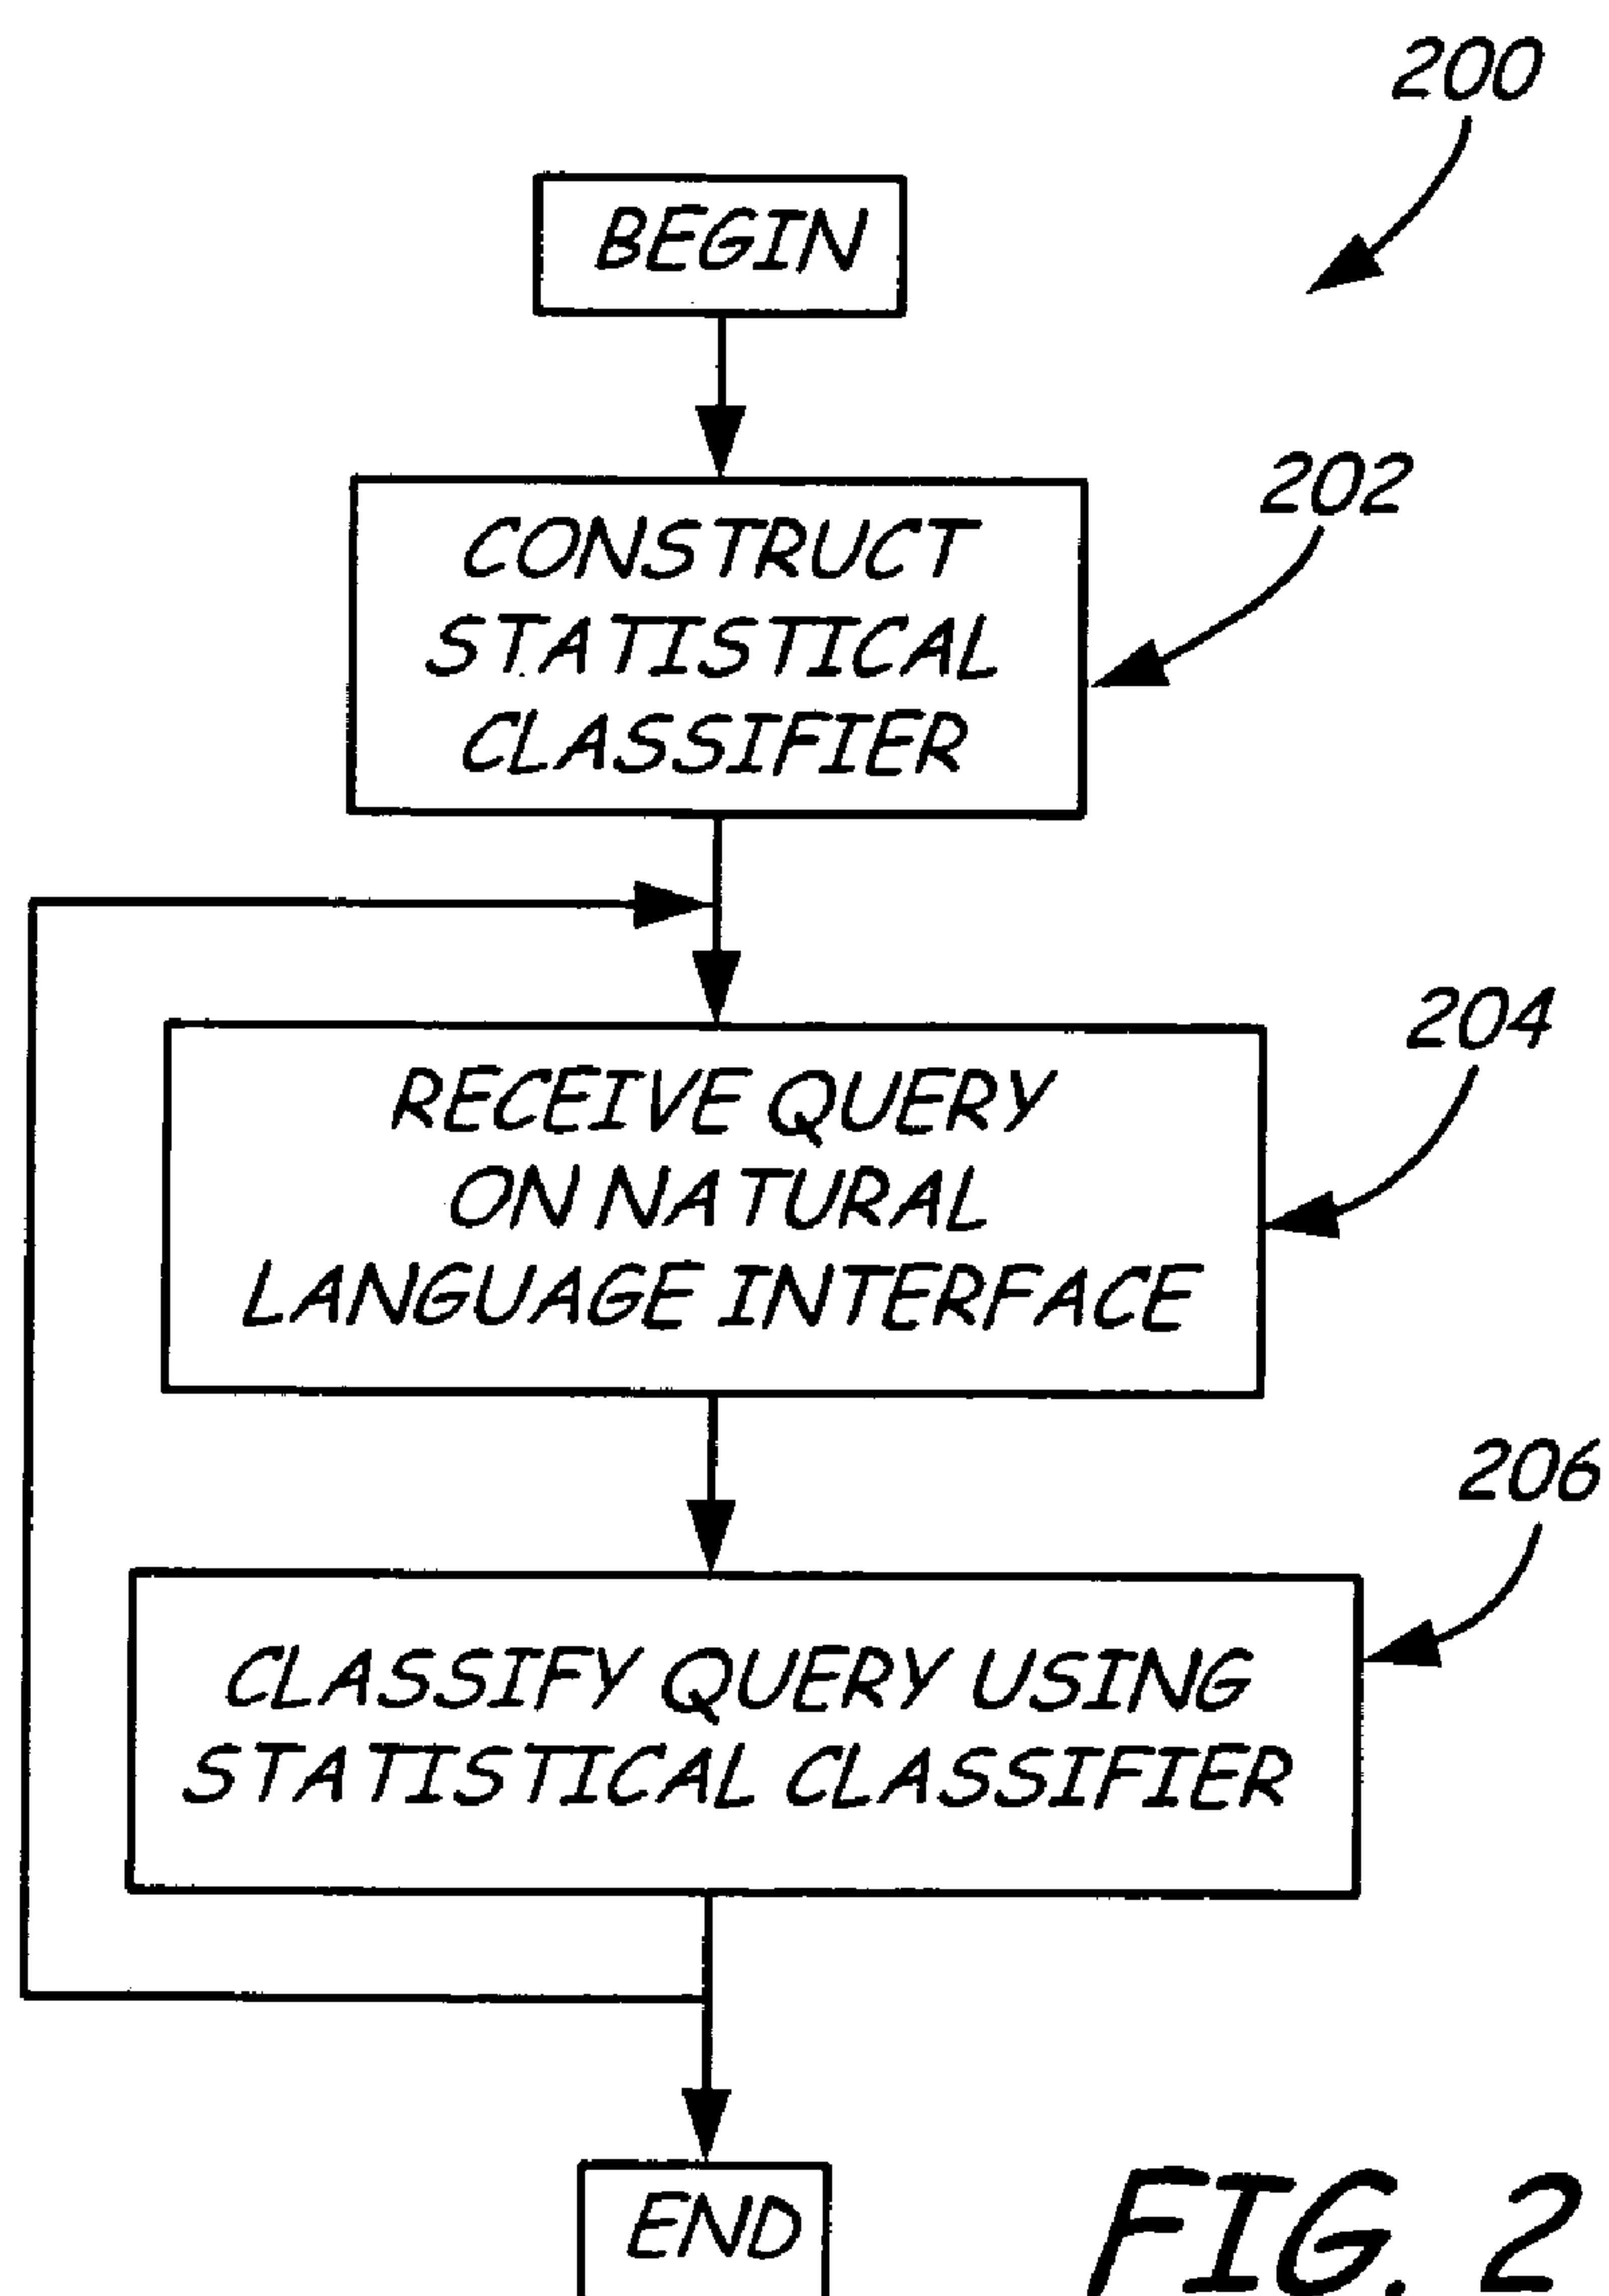 200
BEGIN
202
CONSTRUCT
STATISTICAL
CLASSIFIER
204
RECEIVE QUERY
ON NATURAL
LANGUAGE INTERFACE
206
CLASSIFY QUERY USING
STATISTICAL CLASSIFIER
END
FIG. 2